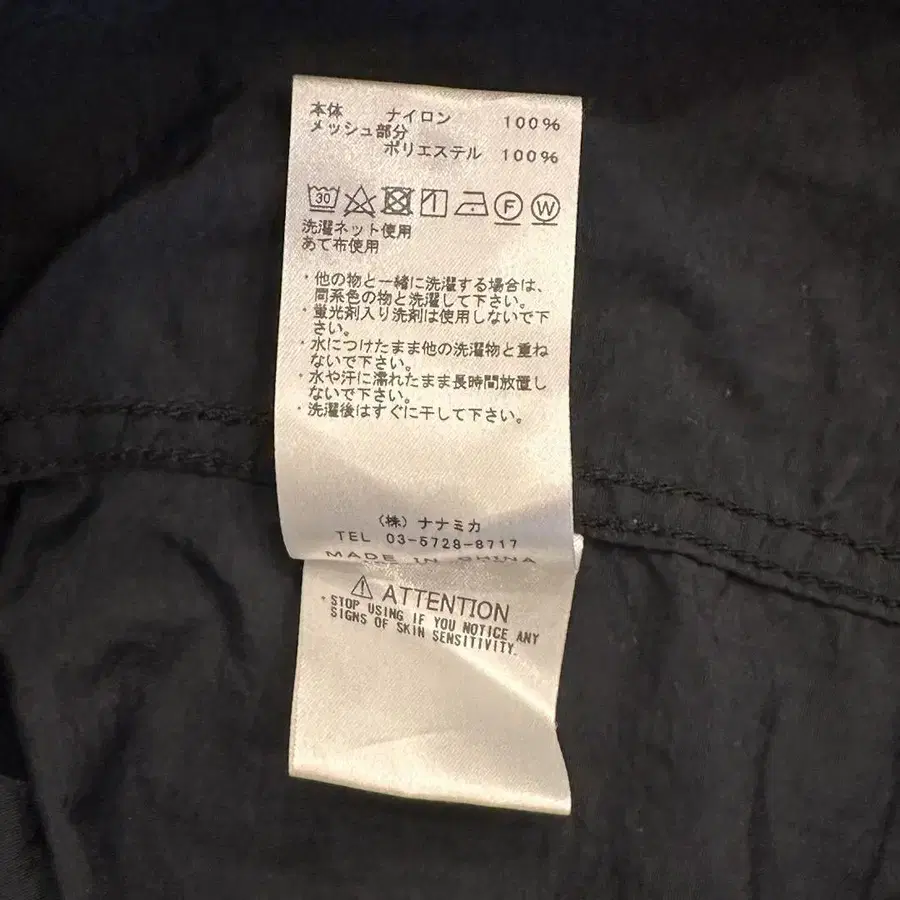 本体 ナイロン 100%
メッシュ部分
ポリエステル 100%
30 F W
洗濯ネット使用
あて布使用
・他の物と一緒に洗濯する場合は、
同系色の物と洗濯して下さい。
・蛍光剤入り洗剤は使用しないで下
さい。
・水につけたまま他の洗濯物と重ね
ないで下さい。
・水や汗に濡れたまま長時間放置し
ないで下さい。
・洗濯後はすぐに干して下さい。
(株) ナナミカ
TEL 03-5728-8717
MADE IN CHINA
ATTENTION
* STOP USING IF YOU NOTICE ANY
SIGNS OF SKIN SENSITIVITY.